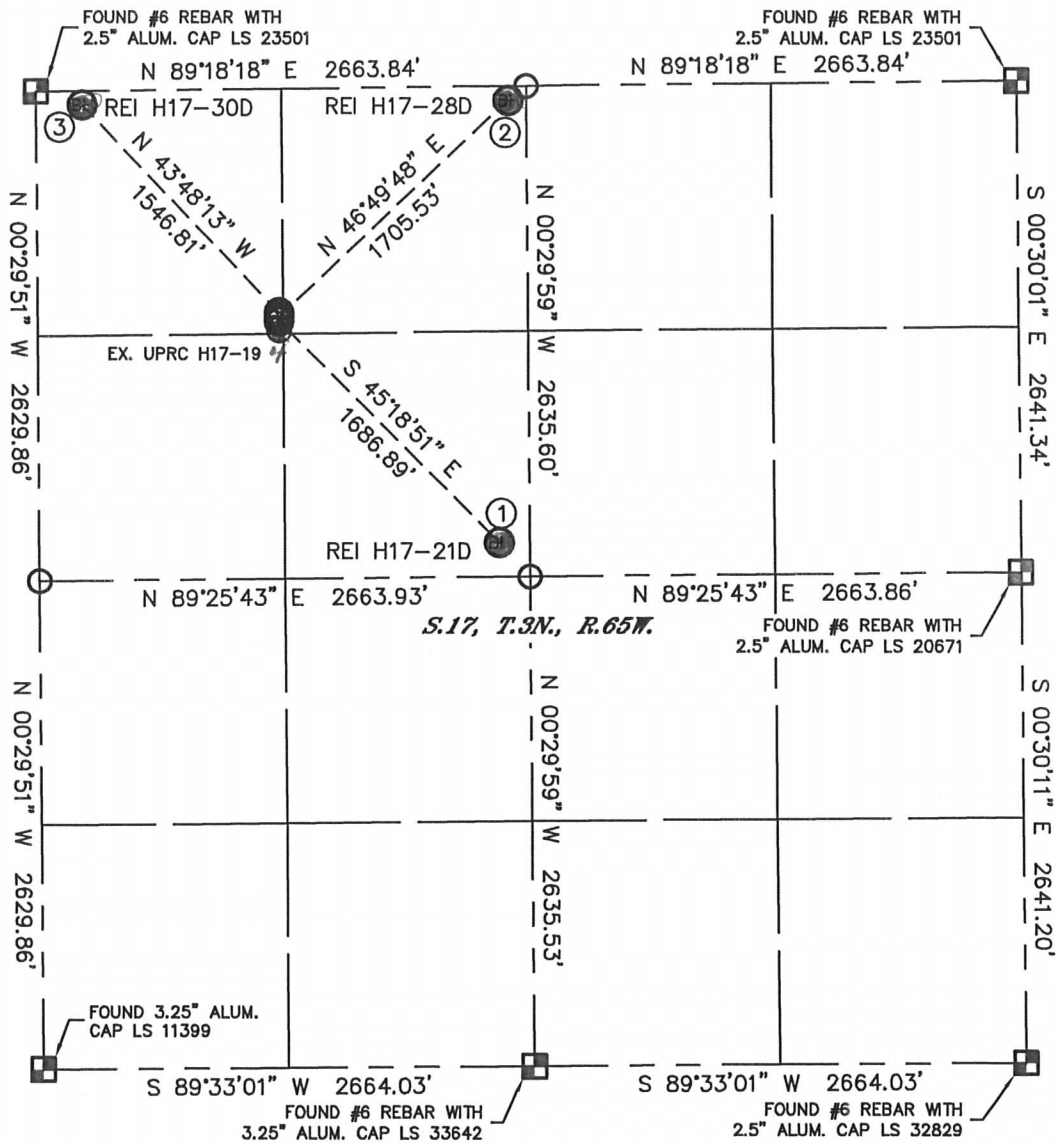 FOUND #6 REBAR WITH
2.5" ALUM. CAP LS 23501
FOUND #6 REBAR WITH
2.5" ALUM. CAP LS 23501
N 89°18'18" E 2663.84'
N 89°18'18" E 2663.84'
REI H17-30D
REI H17-28D
3
2
N 43°48'13" W
1546.81'
N 46°49'48" E
1705.53'
N 00°29'51" W 2629.86'
N 00°29'59" W 2635.60'
S 00°30'01" E 2641.34'
EX. UPRC H17-19
S 45°18'51" E
1686.89'
1
REI H17-21D
N 89°25'43" E 2663.93'
N 89°25'43" E 2663.86'
S.17, T.3N., R.65W.
FOUND #6 REBAR WITH
2.5" ALUM. CAP LS 20671
N 00°29'51" W 2629.86'
N 00°29'59" W 2635.53'
S 00°30'11" E 2641.20'
FOUND 3.25" ALUM.
CAP LS 11399
S 89°33'01" W 2664.03'
S 89°33'01" W 2664.03'
FOUND #6 REBAR WITH
3.25" ALUM. CAP LS 33642
FOUND #6 REBAR WITH
2.5" ALUM. CAP LS 32829